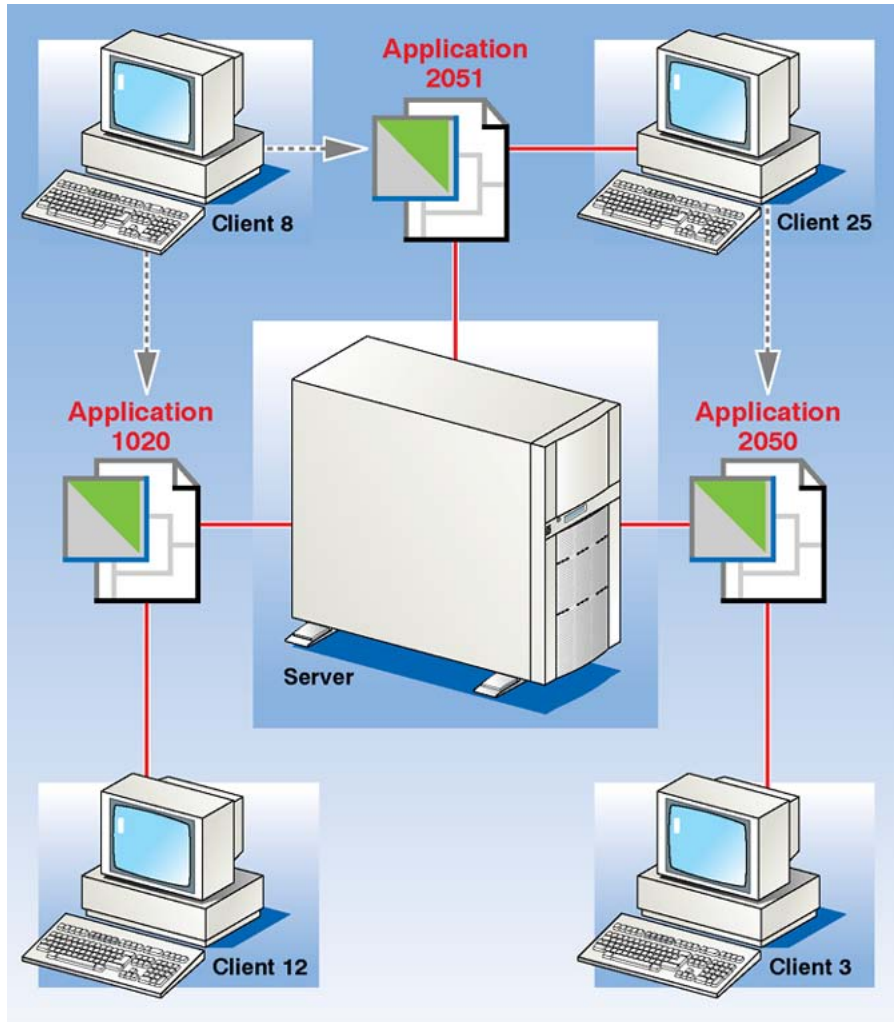 Application
2051
Client 8
Client 25
Application
1020
Application
2050
Server
Client 12
Client 3